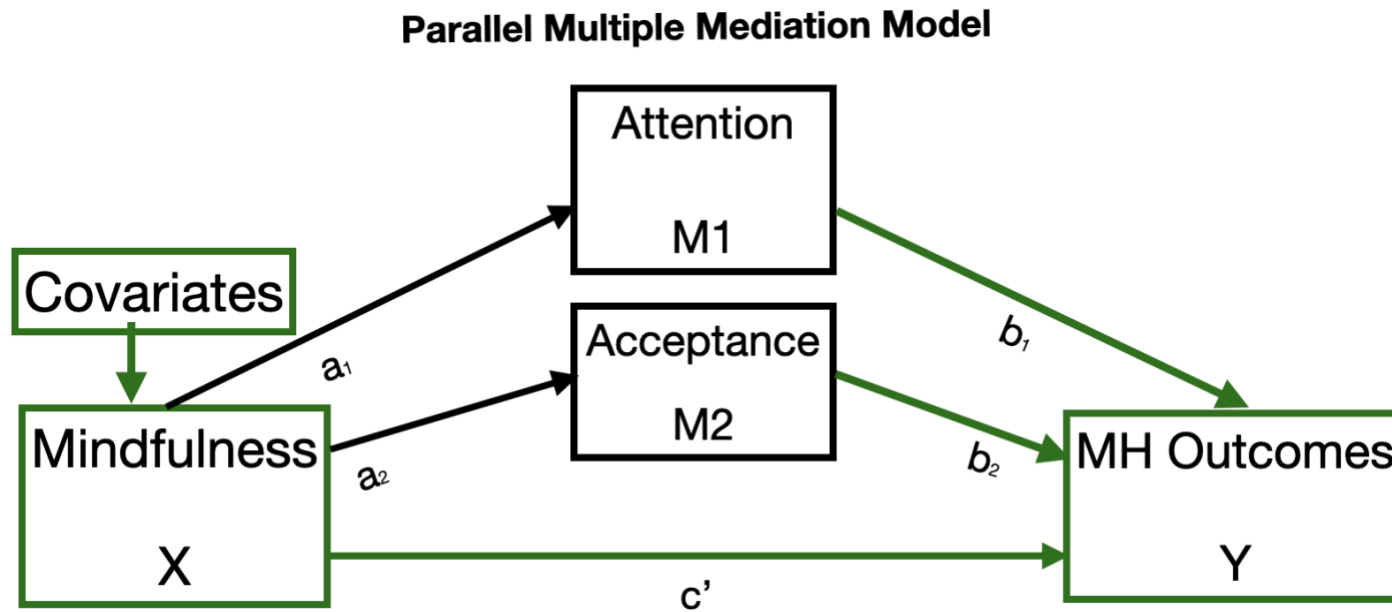 Parallel Multiple Mediation Model
Attention
M1
Covariates
a₁
b₁
Acceptance
M2
a₂
b₂
Mindfulness
X
MH Outcomes
Y
c'